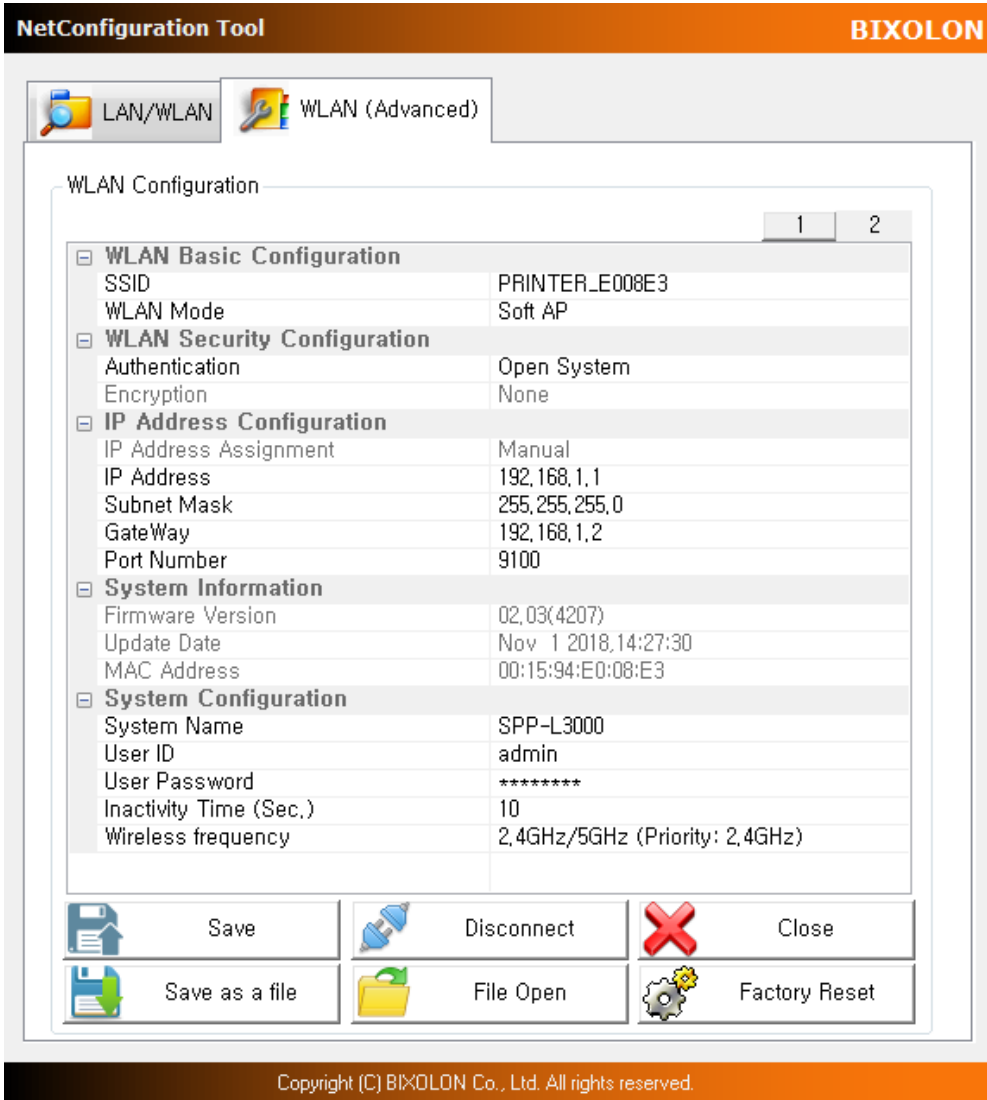 NetConfiguration Tool BIXOLON
LAN/WLAN WLAN (Advanced)
WLAN Configuration
1 2
WLAN Basic Configuration
SSID PRINTER_E008E3
WLAN Mode Soft AP
WLAN Security Configuration
Authentication Open System
Encryption None
IP Address Configuration
IP Address Assignment Manual
IP Address 192.168.1.1
Subnet Mask 255.255.255.0
GateWay 192.168.1.2
Port Number 9100
System Information
Firmware Version 02.03(4207)
Update Date Nov 1 2018,14:27:30
MAC Address 00:15:94:E0:08:E3
System Configuration
System Name SPP-L3000
User ID admin
User Password ********
Inactivity Time (Sec.) 10
Wireless frequency 2.4GHz/5GHz (Priority: 2.4GHz)
Save Disconnect Close
Save as a file File Open Factory Reset
Copyright (C) BIXOLON Co., Ltd. All rights reserved.